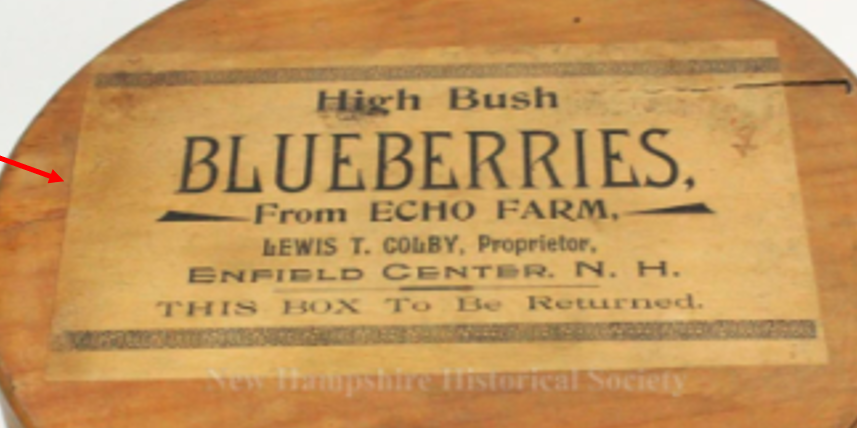 High Bush
BLUEBERRIES,
From ECHO FARM,
LEWIS T. COLBY, Proprietor,
ENFIELD CENTER. N. H.
THIS BOX To Be Returned.
New Hampshire Historical Society